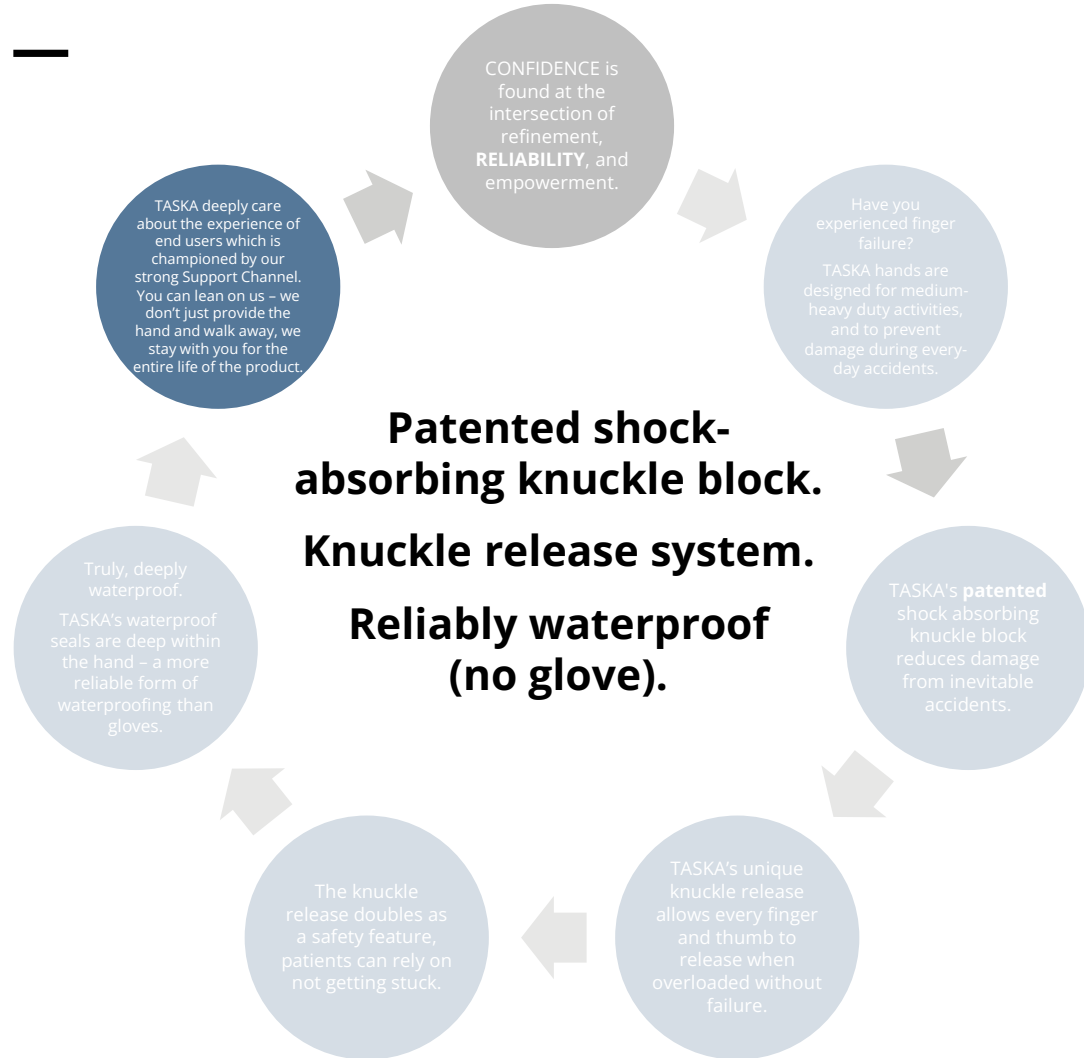 CONFIDENCE is
found at the
intersection of
refinement,
RELIABILITY, and
empowerment.
Have you
experienced finger
failure?
TASKA hands are
designed for medium-
heavy duty activities,
and to prevent
damage during every-
day accidents.
TASKA's patented
shock absorbing
knuckle block
reduces damage
from inevitable
accidents.
TASKA's unique
knuckle release
allows every finger
and thumb to
release when
overloaded without
failure.
The knuckle
release doubles as
a safety feature,
patients can rely on
not getting stuck.
Truly, deeply
waterproof.
TASKA's waterproof
seals are deep within
the hand – a more
reliable form of
waterproofing than
gloves.
TASKA deeply care
about the experience of
end users which is
championed by our
strong Support Channel.
You can lean on us – we
don't just provide the
hand and walk away, we
stay with you for the
entire life of the product.
Patented shock-
absorbing knuckle block.
Knuckle release system.
Reliably waterproof
(no glove).